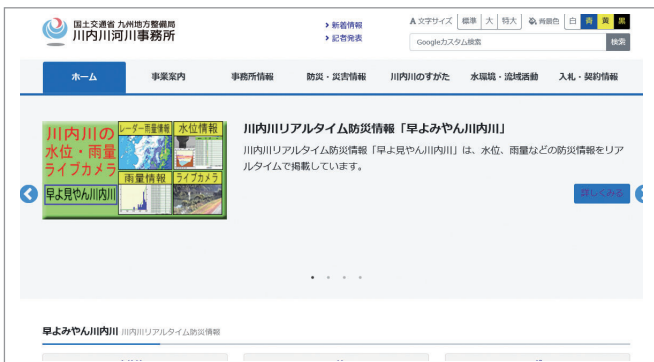 国土交通省 九州地方整備局
川内川河川事務所
新着情報
記者発表
文字サイズ 標準 大 特大 背景色 白 青 黄 黒
Googleカスタム検索 検索
ホーム 事業案内 事務所情報 防災・災害情報 川内川のすがた 水環境・流域活動 入札・契約情報
川内川の
水位・雨量
ライブカメラ
早よ見やん川内川
レーダー雨量情報 水位情報
雨量情報 ライブカメラ
川内川リアルタイム防災情報「早よみやん川内川」
川内川リアルタイム防災情報「早よみやん川内川」は、水位、雨量などの防災情報をリア
ルタイムで掲載しています。
詳しくみる
早よみやん川内川 川内川リアルタイム防災情報